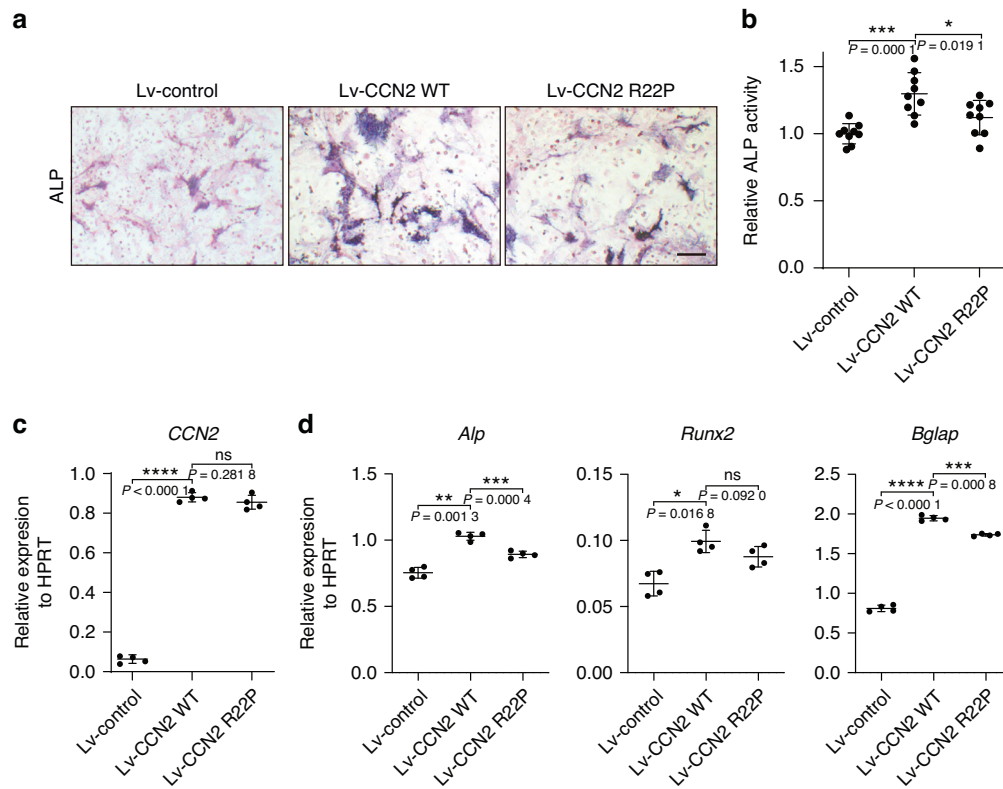 a
Lv-control
Lv-CCN2 WT
Lv-CCN2 R22P
ALP
b
***
*
P = 0.000 1
P = 0.019 1
Relative ALP activity
1.5
1.0
0.5
0.0
Lv-control
Lv-CCN2 WT
Lv-CCN2 R22P
c
CCN2
ns
****
P = 0.281 8
P < 0.000 1
Relative expresion
to HPRT
1.0
0.8
0.6
0.4
0.2
0.0
Lv-control
Lv-CCN2 WT
Lv-CCN2 R22P
d
Alp
***
**
P = 0.000 4
P = 0.001 3
Relative expresion
to HPRT
1.5
1.0
0.5
0.0
Lv-control
Lv-CCN2 WT
Lv-CCN2 R22P
Runx2
ns
*
P = 0.092 0
P = 0.016 8
0.15
0.10
0.05
0.00
Lv-control
Lv-CCN2 WT
Lv-CCN2 R22P
Bglap
***
****
P = 0.000 8
P < 0.000 1
2.5
2.0
1.5
1.0
0.5
0.0
Lv-control
Lv-CCN2 WT
Lv-CCN2 R22P